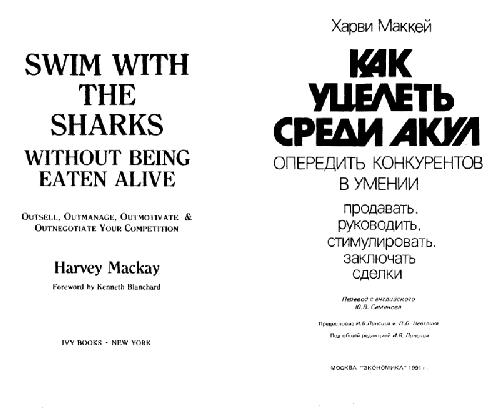 SWIM WITH
THE
SHARKS
WITHOUT BEING
EATEN ALIVE
OUTSELL, OUTMANAGE, OUTMOTIVATE &
OUTNEGOTIATE YOUR COMPETITION
Harvey Mackay
Foreword by Kenneth Blanchard
IVY BOOKS · NEW YORK
Харви Маккей
КАК
УЦЕЛЕТЬ
СРЕДИ АКУЛ
ОПЕРЕДИТЬ КОНКУРЕНТОВ
В УМЕНИИ
продавать,
руководить,
стимулировать,
заключать
сделки
Перевод с английского
Ю.В. Семенова
Под общей редакцией
МОСКВА "ЭКОНОМИКА" 1991 г.